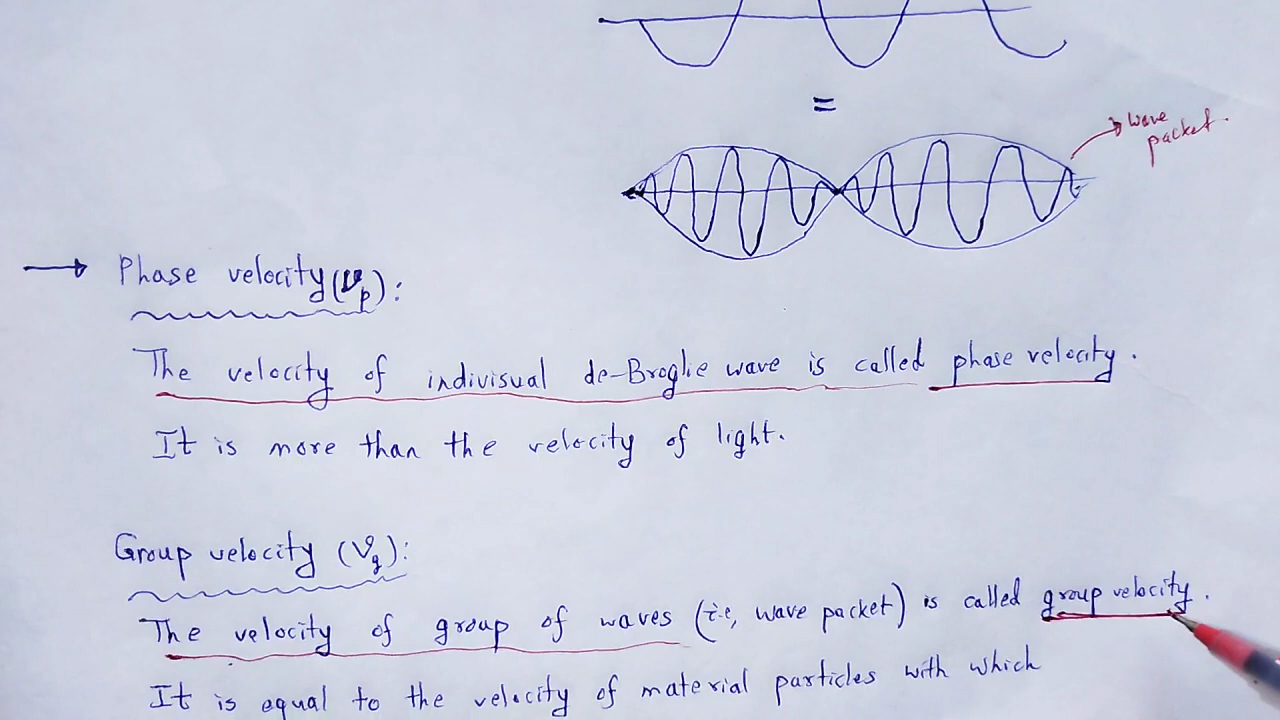 =
wave
packet.
→ Phase velocity (vp):
The velocity of indivisual de-Broglie wave is called phase velocity.
It is more than the velocity of light.
Group velocity (Vg):
The velocity of group of waves (i.e, wave packet) is called group velocity.
It is equal to the velocity of material particles with which